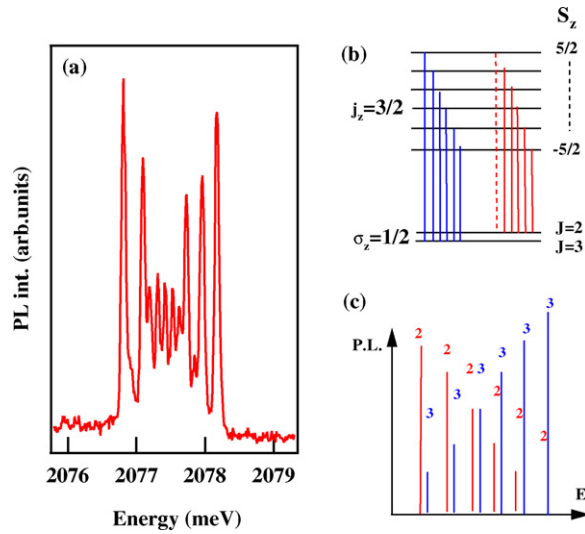 (a)
PL int. (arb.units)
2076 2077 2078 2079
Energy (meV)
(b)
S_z
5/2
j_z=3/2
-5/2
σ_z=1/2
J=2
J=3
(c)
P.L.
2 3 2 3 2 3 2 3 2 3 2 3
E